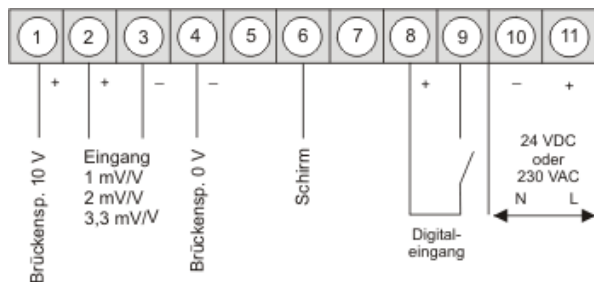 1 2 3 4 5 6 7 8 9 10 11
+ + – – + – +
Brückensp. 10 V
Eingang
1 mV/V
2 mV/V
3,3 mV/V
Brückensp. 0 V
Schirm
Digital-
eingang
24 VDC
oder
230 VAC
N L